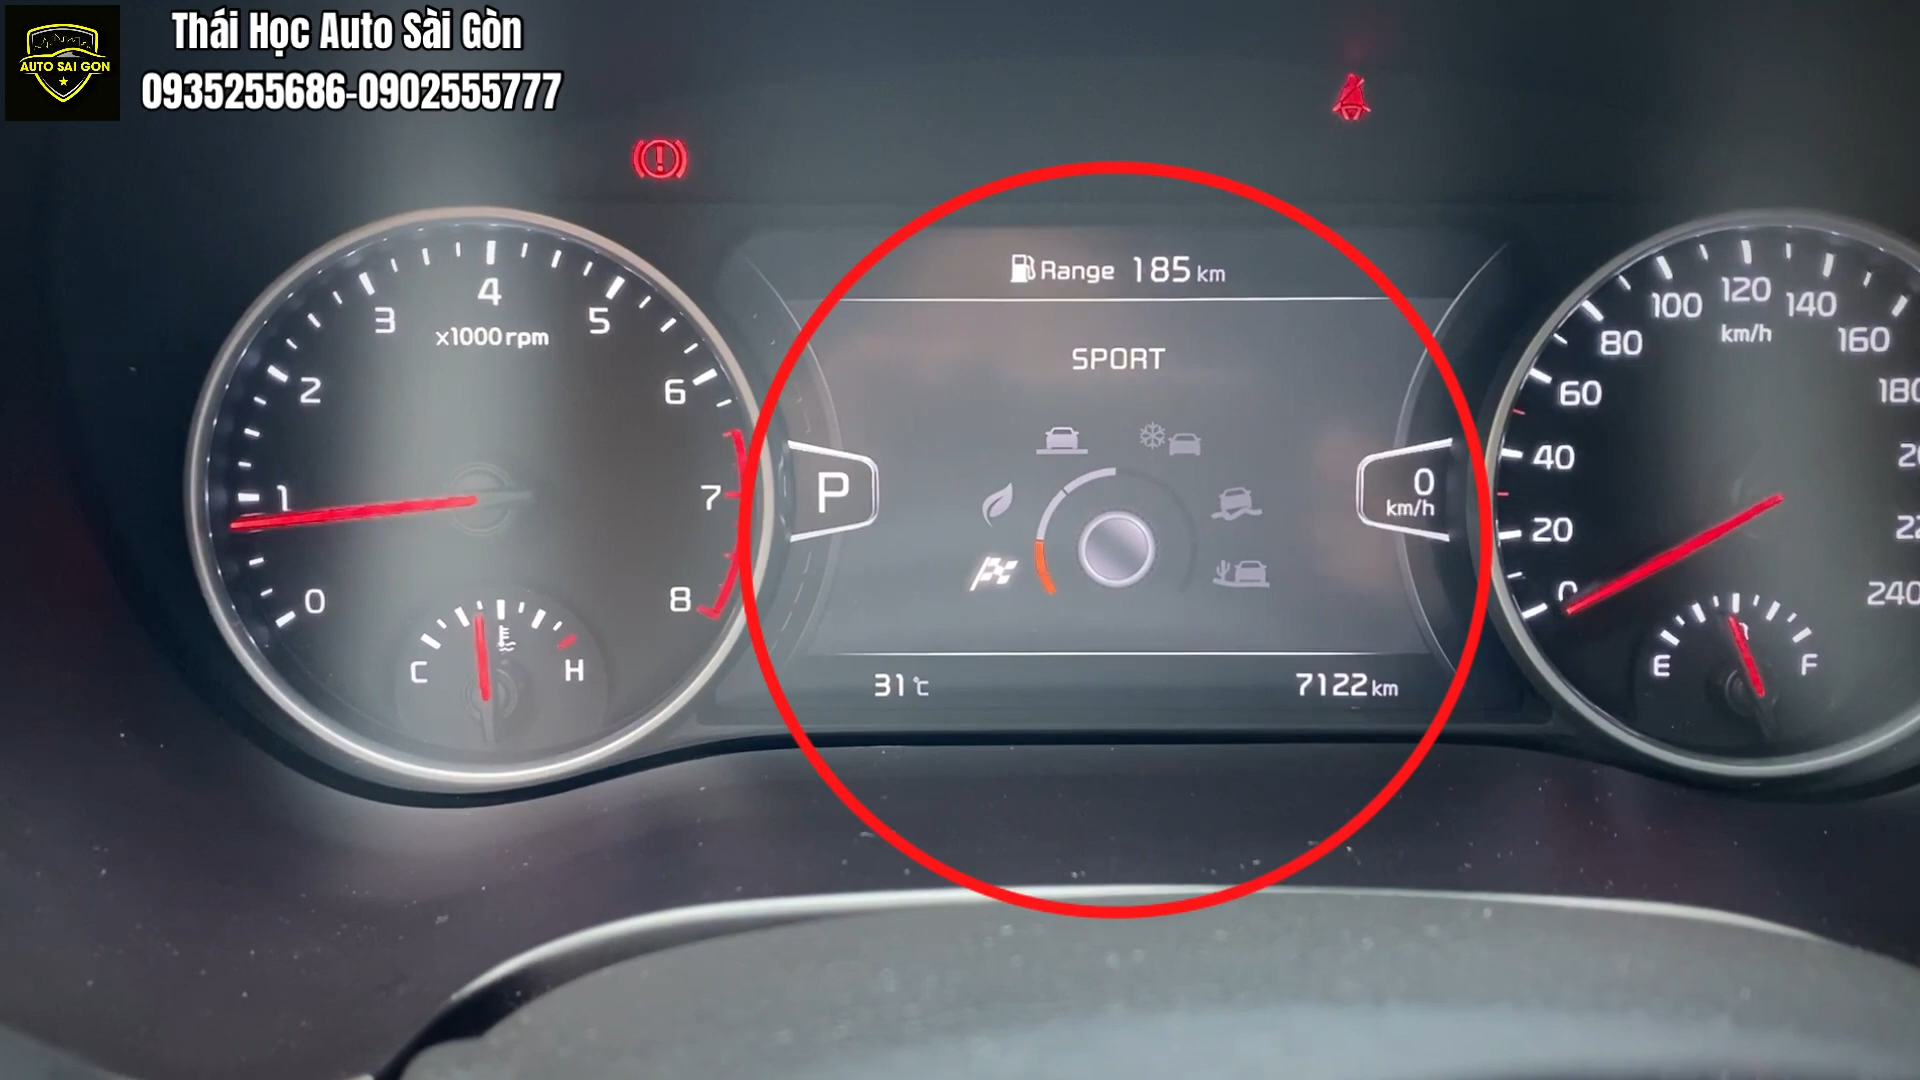 Thái Học Auto Sài Gòn
0935255686-0902555777
AUTO SAI GON
Range 185 km
SPORT
P
0
km/h
31 °C
7122 km
0
1
2
3
4
5
6
7
8
x1000 rpm
C
H
0
20
40
60
80
100
120
140
160
240
km/h
E
F